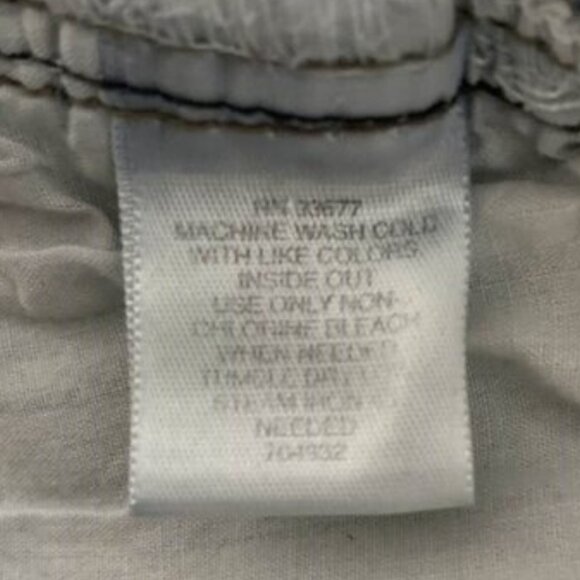 RN 33677
MACHINE WASH COLD
WITH LIKE COLORS,
INSIDE OUT
USE ONLY NON-
CHLORINE BLEACH
WHEN NEEDED
TUMBLE DRY
STEAM IRON
NEEDED
704932